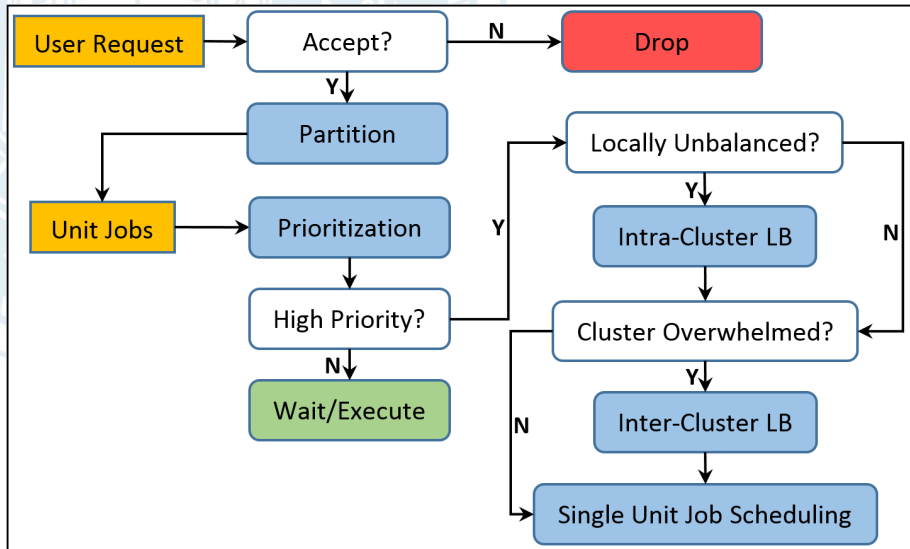 User Request
Accept?
N
Drop
Y
Partition
Locally Unbalanced?
Y
N
Unit Jobs
Prioritization
Y
Intra-Cluster LB
High Priority?
Cluster Overwhelmed?
N
Y
Wait/Execute
N
Inter-Cluster LB
Single Unit Job Scheduling